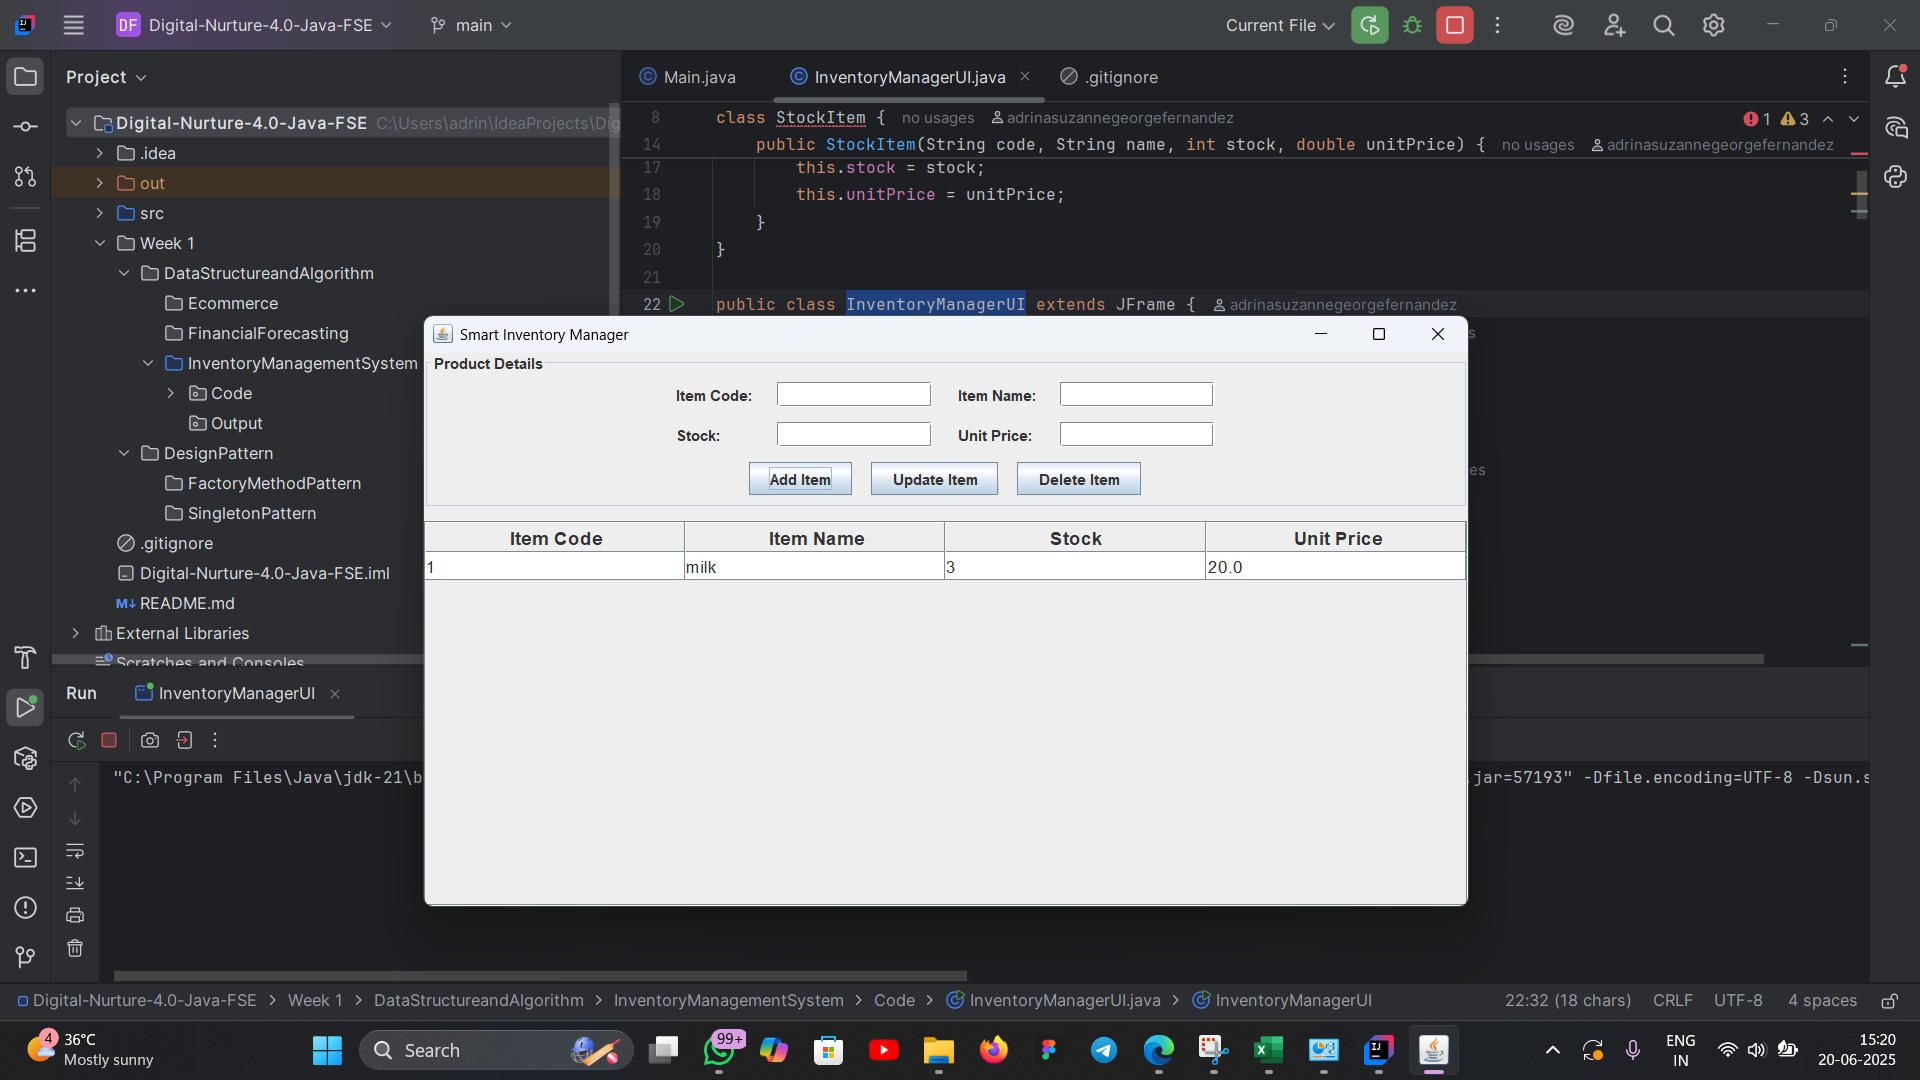 DF Digital-Nurture-4.0-Java-FSE main Current File
Project
Main.java InventoryManagerUI.java .gitignore
Digital-Nurture-4.0-Java-FSE C:\Users\adrin\IdeaProjects\Dig
.idea
out
src
Week 1
DataStructureandAlgorithm
Ecommerce
FinancialForecasting
InventoryManagementSystem
Code
Output
DesignPattern
FactoryMethodPattern
SingletonPattern
.gitignore
Digital-Nurture-4.0-Java-FSE.iml
M↓ README.md
External Libraries
Scratches and Consoles
8 class StockItem { no usages adrinasuzannegeorgefernandez 1 3
14 public StockItem(String code, String name, int stock, double unitPrice) { no usages adrinasuzannegeorgefernandez
17 this.stock = stock;
18 this.unitPrice = unitPrice;
19 }
20 }
21
22 public class InventoryManagerUI extends JFrame { adrinasuzannegeorgefernandez
s
es
Smart Inventory Manager
Product Details
Item Code: Item Name:
Stock: Unit Price:
Add Item Update Item Delete Item
Item Code Item Name Stock Unit Price
1 milk 3 20.0
Run InventoryManagerUI
"C:\Program Files\Java\jdk-21\b .jar=57193" -Dfile.encoding=UTF-8 -Dsun.s
Digital-Nurture-4.0-Java-FSE > Week 1 > DataStructureandAlgorithm > InventoryManagementSystem > Code > InventoryManagerUI.java > InventoryManagerUI 22:32 (18 chars) CRLF UTF-8 4 spaces
4 36°C
Mostly sunny
Search
99+
ENG
IN
15:20
20-06-2025